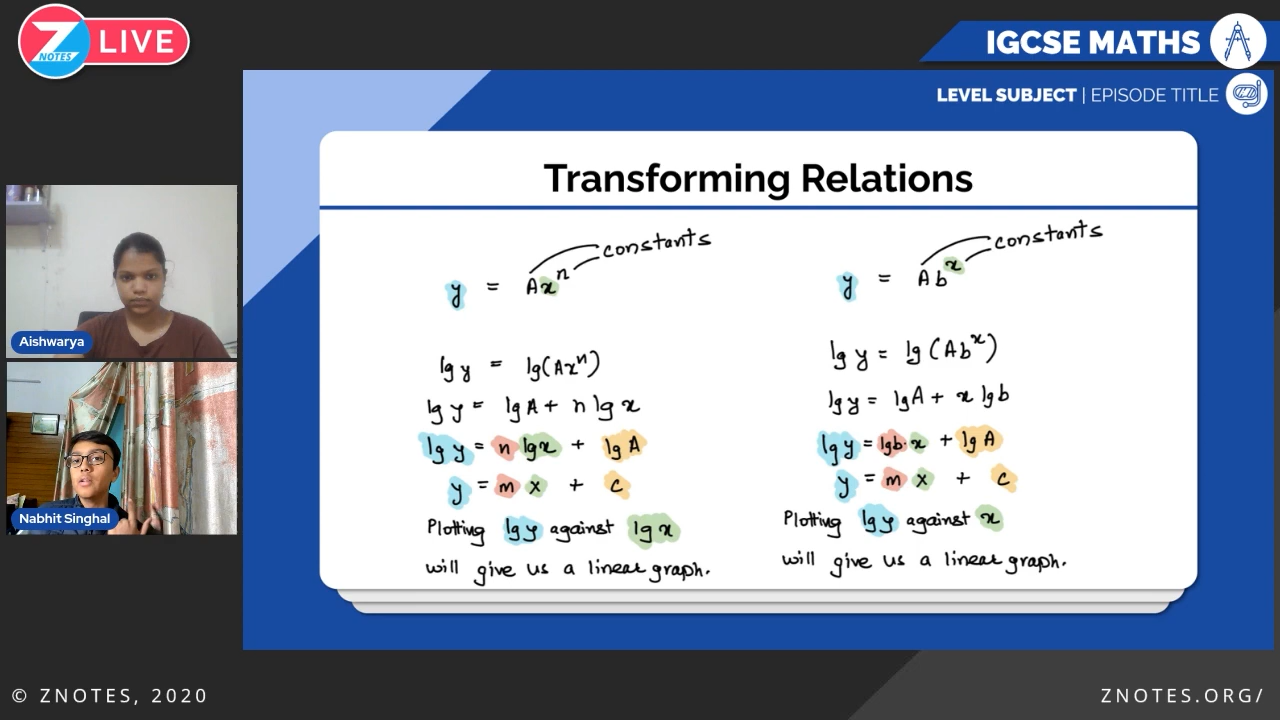 Z NOTES LIVE
IGCSE MATHS
LEVEL SUBJECT | EPISODE TITLE
Transforming Relations
constants
y = Axⁿ
lg y = lg(Axⁿ)
lg y = lg A + n lg x
lg y = n lg x + lg A
y = m x + c
Plotting lg y against lg x
will give us a linear graph.
constants
y = Abˣ
lg y = lg (Abˣ)
lg y = lg A + x lg b
lg y = lg b · x + lg A
y = m x + c
Plotting lg y against x
will give us a linear graph.
Aishwarya
Nabhit Singhal
© ZNOTES, 2020
ZNOTES.ORG/